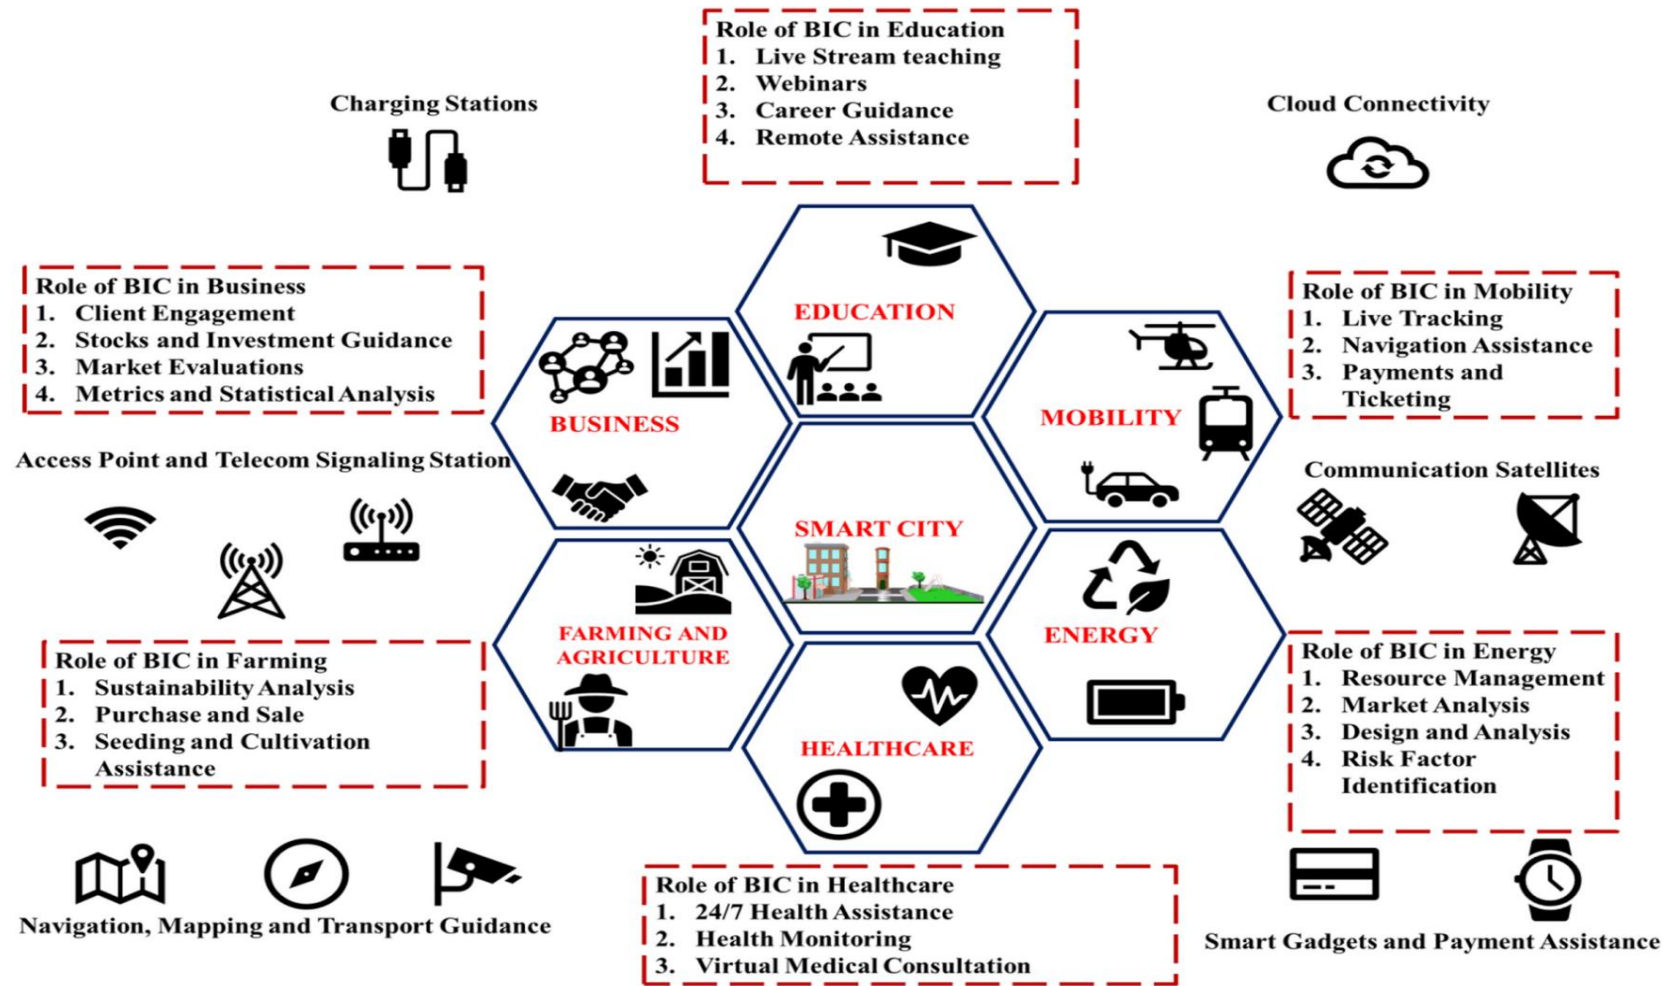 Role of BIC in Education
1. Live Stream teaching
2. Webinars
3. Career Guidance
4. Remote Assistance
Charging Stations
Cloud Connectivity
Role of BIC in Business
1. Client Engagement
2. Stocks and Investment Guidance
3. Market Evaluations
4. Metrics and Statistical Analysis
EDUCATION
Role of BIC in Mobility
1. Live Tracking
2. Navigation Assistance
3. Payments and
Ticketing
BUSINESS
MOBILITY
Access Point and Telecom Signaling Station
Communication Satellites
SMART CITY
FARMING AND
AGRICULTURE
ENERGY
Role of BIC in Farming
1. Sustainability Analysis
2. Purchase and Sale
3. Seeding and Cultivation
Assistance
Role of BIC in Energy
1. Resource Management
2. Market Analysis
3. Design and Analysis
4. Risk Factor
Identification
HEALTHCARE
Role of BIC in Healthcare
1. 24/7 Health Assistance
2. Health Monitoring
3. Virtual Medical Consultation
Navigation, Mapping and Transport Guidance
Smart Gadgets and Payment Assistance